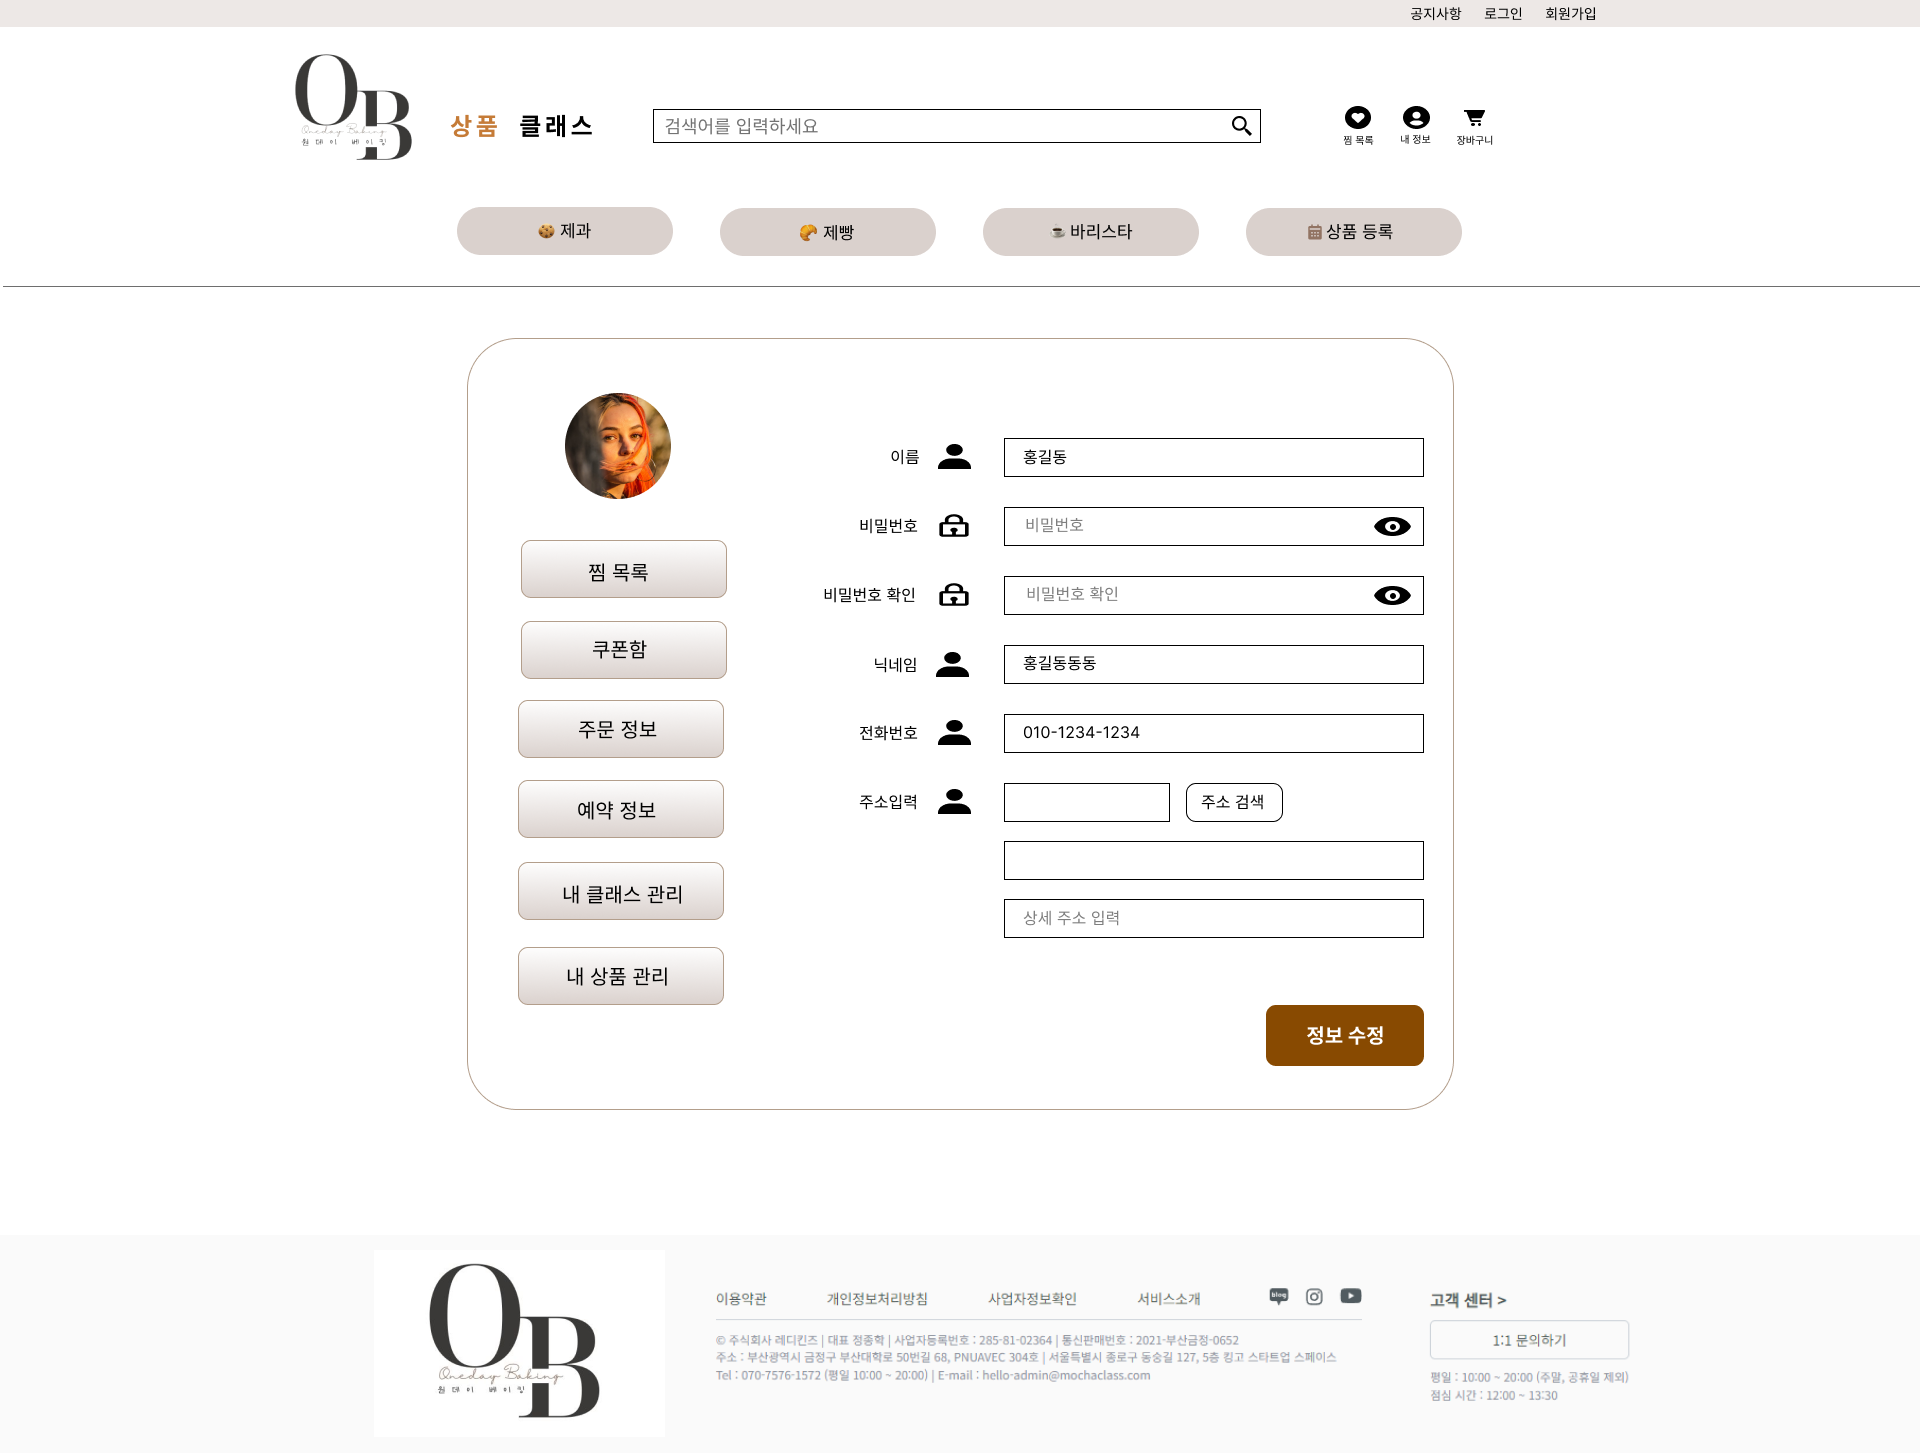 공지사항 로그인 회원가입
OB
Oneday Baking
원데이 베이킹
상품 클래스
검색어를 입력하세요
찜 목록 내 정보 장바구니
제과 제빵 바리스타 상품 등록
이름 홍길동
비밀번호 비밀번호
비밀번호 확인 비밀번호 확인
닉네임 홍길동동동
전화번호 010-1234-1234
주소입력 주소 검색
상세 주소 입력
찜 목록
쿠폰함
주문 정보
예약 정보
내 클래스 관리
내 상품 관리
정보 수정
OB
Oneday Baking
원데이 베이킹
이용약관 개인정보처리방침 사업자정보확인 서비스소개 blog
© 주식회사 레디킨즈 | 대표 정종학 | 사업자등록번호 : 285-81-02364 | 통신판매번호 : 2021-부산금정-0652
주소 : 부산광역시 금정구 부산대학로 50번길 68, PNUAVEC 304호 | 서울특별시 종로구 동숭길 127, 5층 킹고 스타트업 스페이스
Tel : 070-7576-1572 (평일 10:00 ~ 20:00) | E-mail : hello-admin@mochaclass.com
고객 센터 >
1:1 문의하기
평일 : 10:00 ~ 20:00 (주말, 공휴일 제외)
점심 시간 : 12:00 ~ 13:30